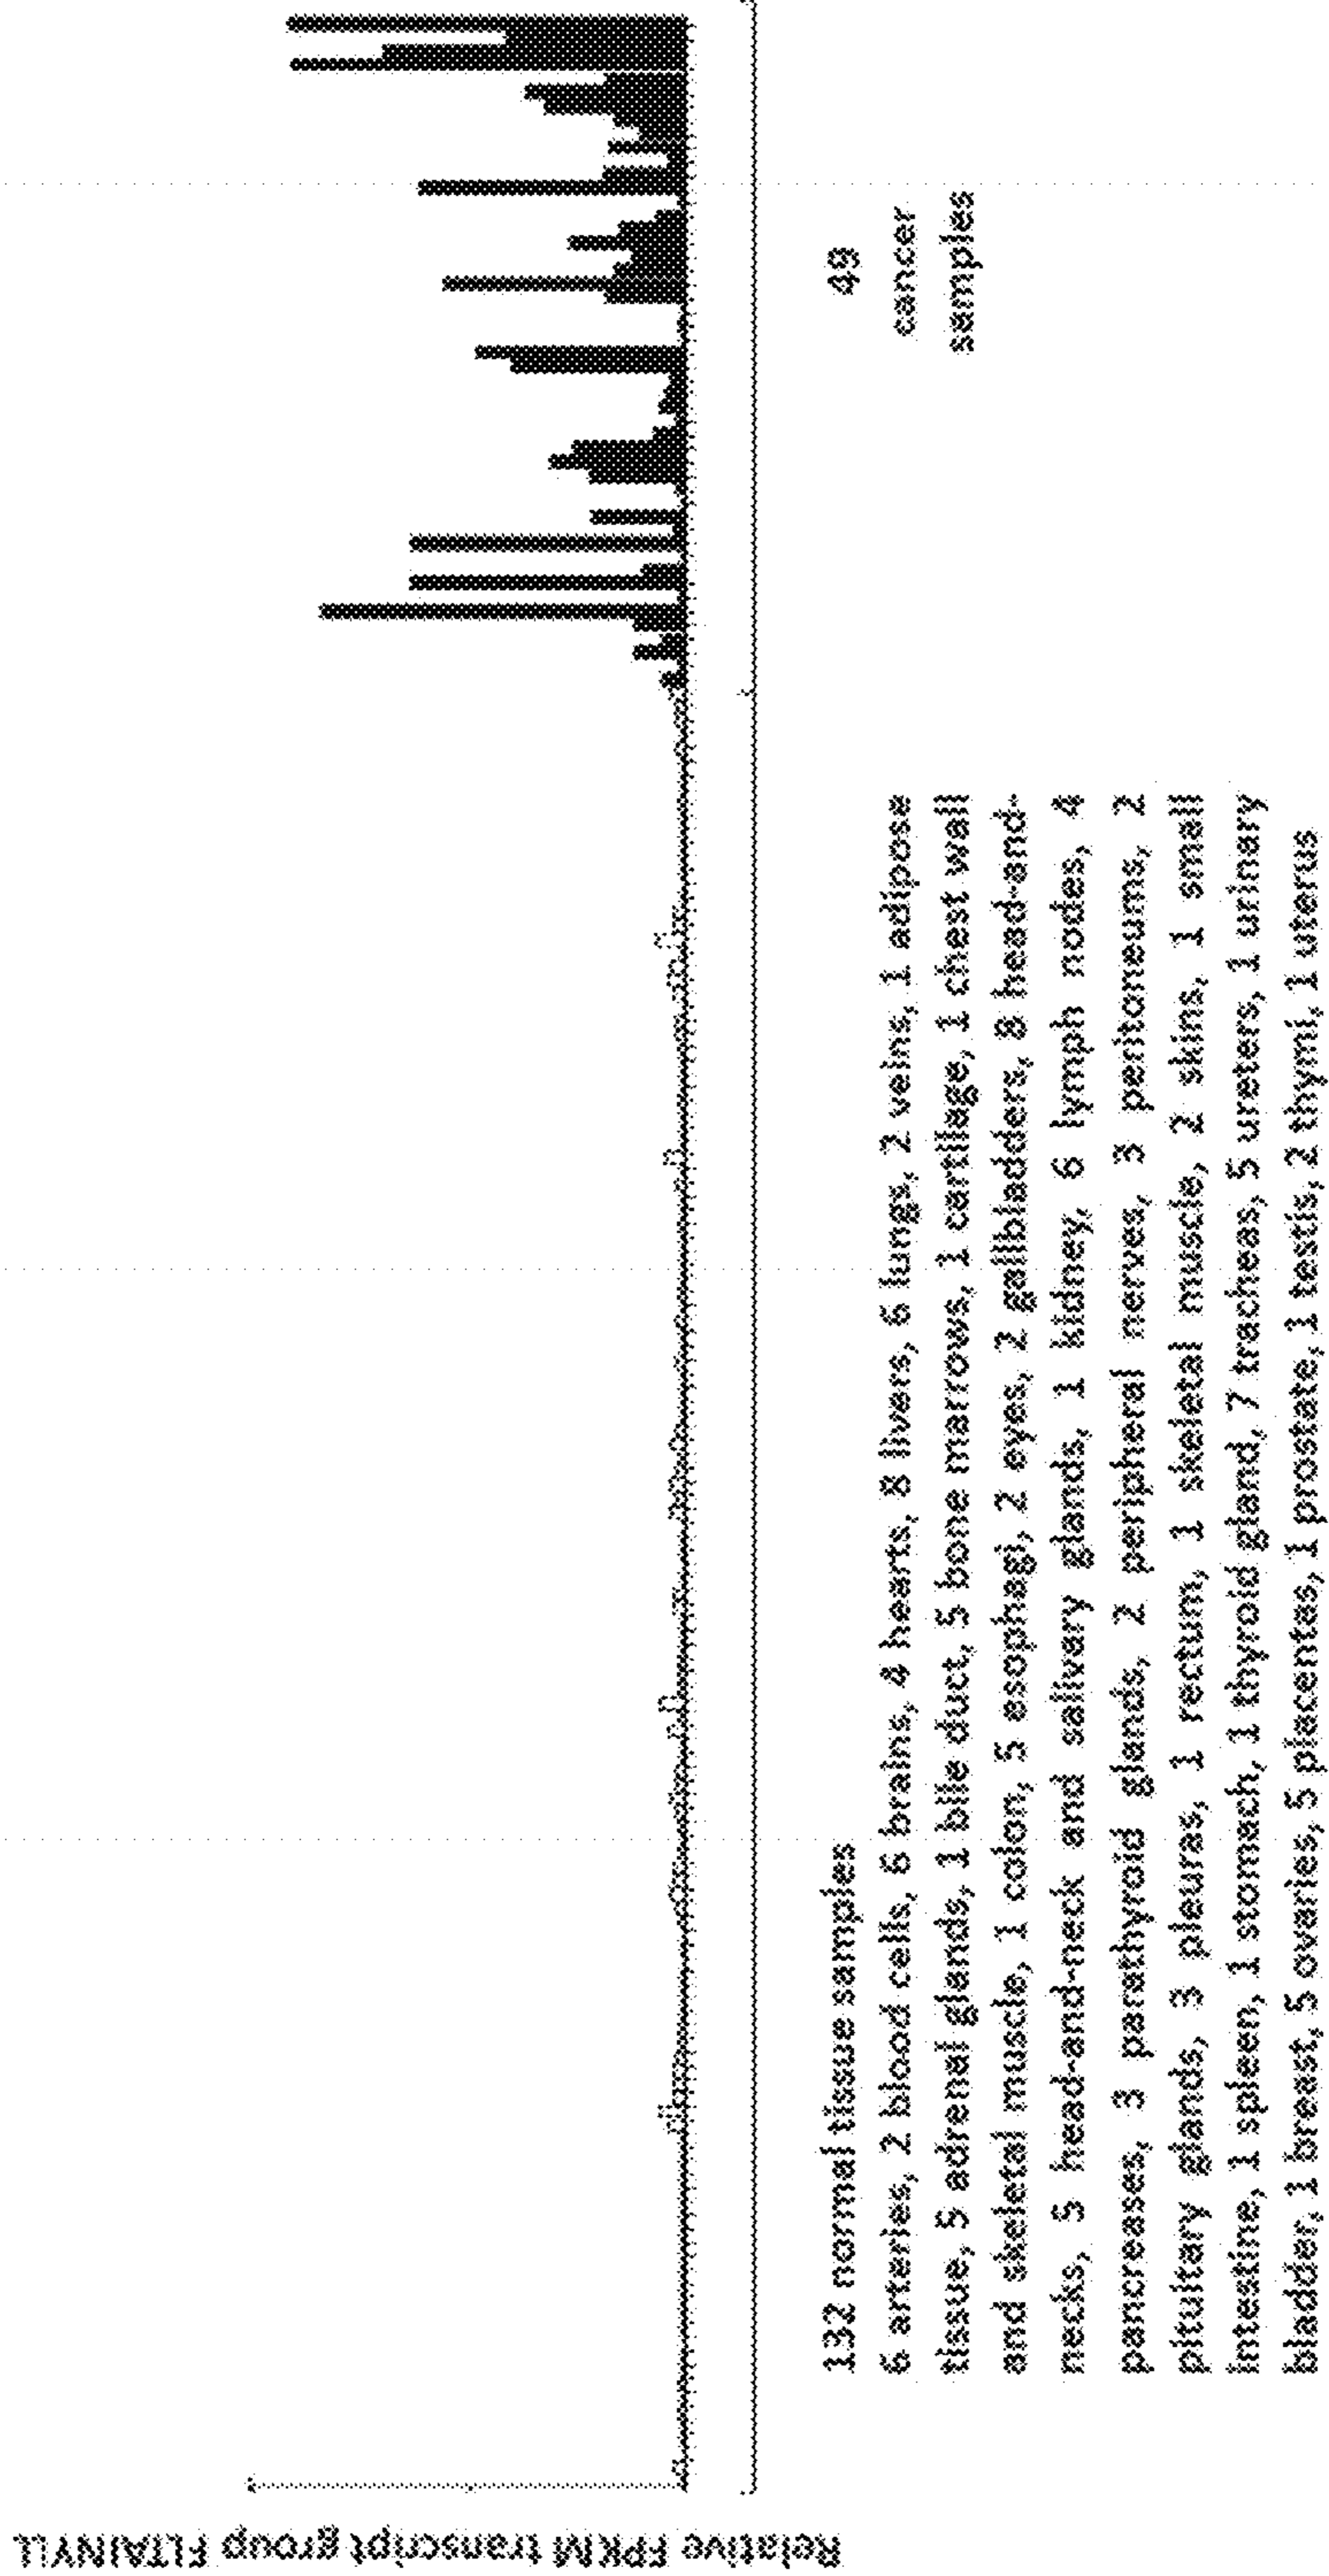 Relative FPKM transcript group FLTAINYLL
132 normal tissue samples
6 arteries, 2 blood cells, 6 brains, 4 hearts, 8 livers, 6 lungs, 2 veins, 1 adipose
tissue, 5 adrenal glands, 1 bile duct, 5 bone marrows, 1 cartilage, 1 chest wall
and skeletal muscle, 1 colon, 5 esophagi, 2 eyes, 2 gallbladders, 8 head-and-
necks, 5 head-and-neck and salivary glands, 1 kidney, 6 lymph nodes, 4
pancreases, 3 parathyroid glands, 2 peripheral nerves, 3 peritoneums, 2
pituitary glands, 3 pleuras, 1 rectum, 1 skeletal muscle, 2 skins, 1 small
intestine, 1 spleen, 1 stomach, 1 thyroid gland, 7 tracheas, 5 ureters, 1 urinary
bladder, 1 breast, 5 ovaries, 5 placentas, 1 prostate, 1 testis, 2 thymi, 1 uterus
49
cancer
samples